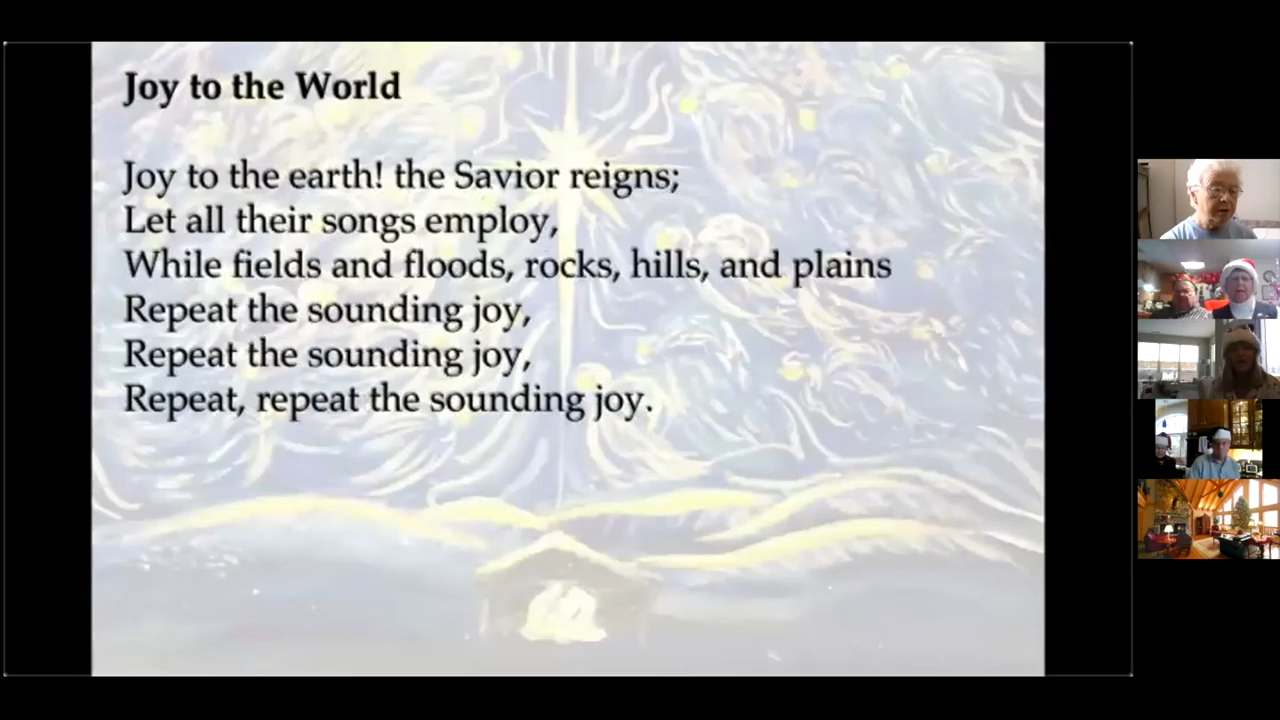 Joy to the World
Joy to the earth! the Savior reigns;
Let all their songs employ,
While fields and floods, rocks, hills, and plains
Repeat the sounding joy,
Repeat the sounding joy,
Repeat, repeat the sounding joy.